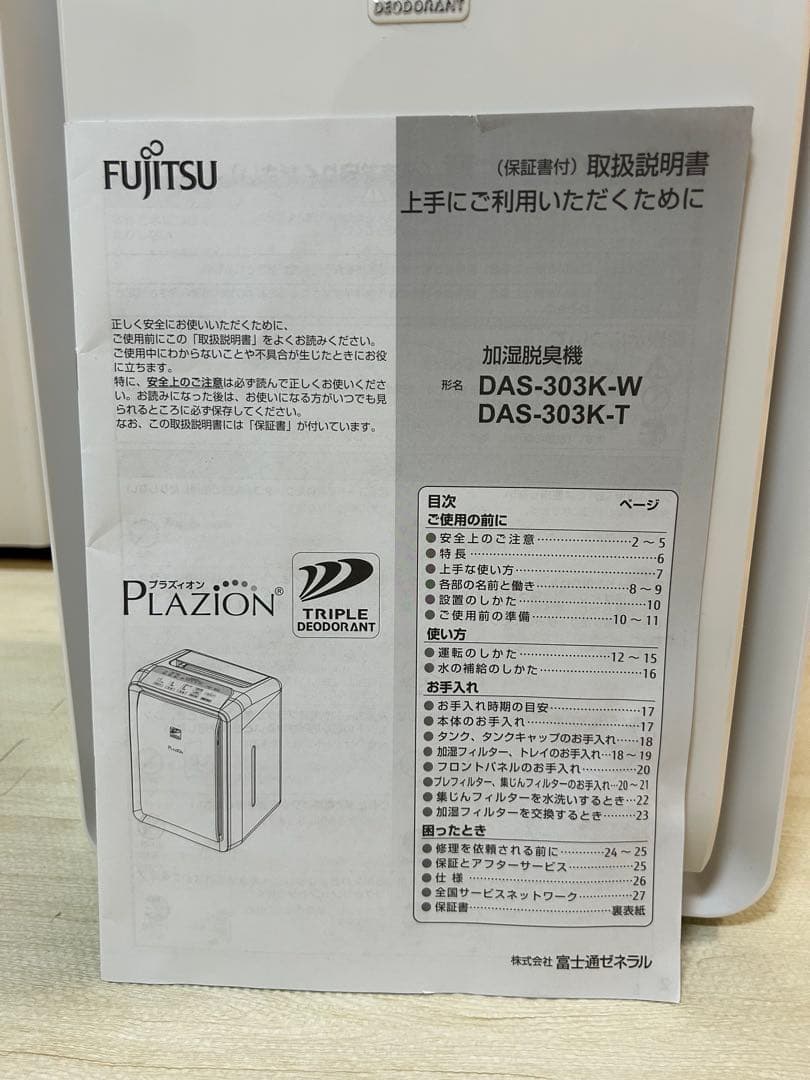 DEODORANT
FUJITSU
(保証書付) 取扱説明書
上手にご利用いただくために
正しく安全にお使いいただくために、
ご使用前にこの「取扱説明書」をよくお読みください。
ご使用中にわからないことや不具合が生じたときにお役
に立ちます。
特に、安全上のご注意は必ず読んで正しくお使いくださ
い。お読みになった後は、お使いになる方がいつでも見
られるところに必ず保存してください。
なお、この取扱説明書には「保証書」が付いています。
加湿脱臭機
形名 DAS-303K-W
DAS-303K-T
プラズィオン
PLAZION®
TRIPLE
DEODORANT
PLAZION
目次 ページ
ご使用の前に
●安全上のご注意……………………2～5
●特長……………………………………6
●上手な使い方…………………………7
●各部の名前と働き…………………8～9
●設置のしかた…………………………10
●ご使用前の準備…………………10～11
使い方
●運転のしかた……………………12～15
●水の補給のしかた……………………16
お手入れ
●お手入れ時期の目安…………………17
●本体のお手入れ………………………17
●タンク、タンクキャップのお手入れ……18
●加湿フィルター、トレイのお手入れ…18～19
●フロントパネルのお手入れ…………20
●プレフィルター、集じんフィルターのお手入れ…20～21
●集じんフィルターを水洗いするとき…22
●加湿フィルターを交換するとき………23
困ったとき
●修理を依頼される前に…………24～25
●保証とアフターサービス……………25
●仕様……………………………………26
●全国サービスネットワーク…………27
●保証書……………………………裏表紙
株式会社 富士通ゼネラル